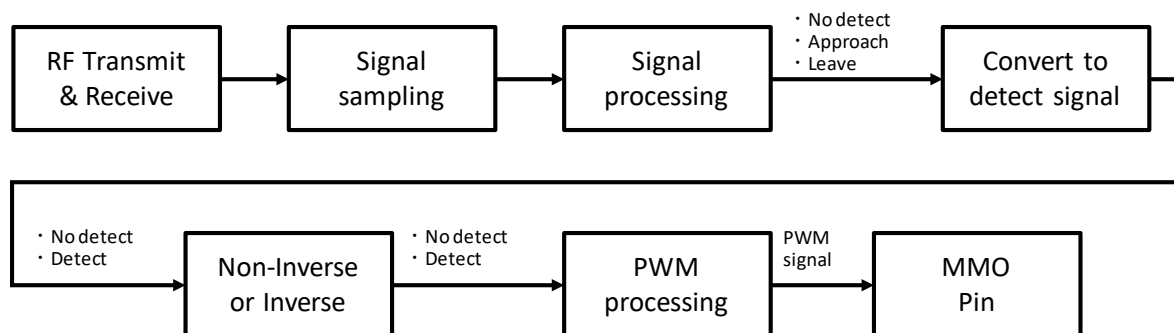 RF Transmit
& Receive
Signal
sampling
Signal
processing
・No detect
・Approach
・Leave
Convert to
detect signal
・No detect
・Detect
Non-Inverse
or Inverse
・No detect
・Detect
PWM
processing
PWM
signal
MMO
Pin